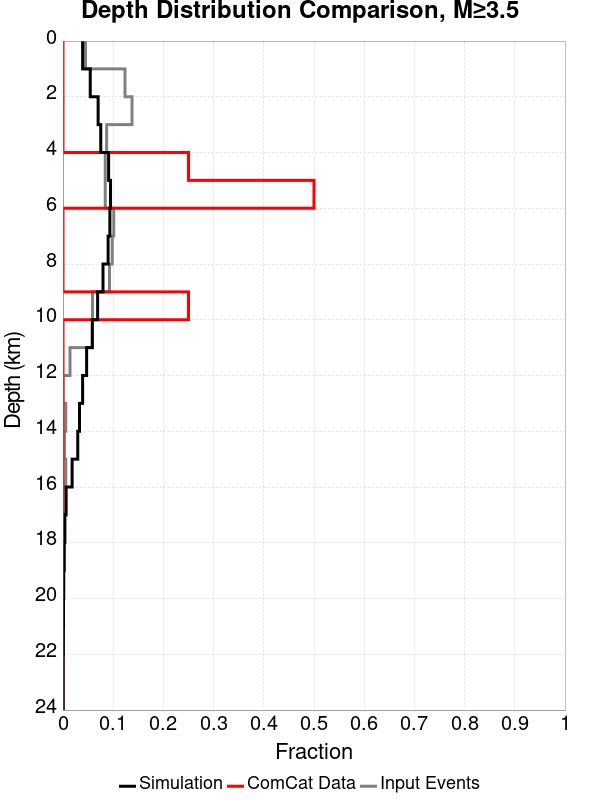 Depth Distribution Comparison, M≥3.5
0
2
4
6
8
10
12
14
16
18
20
22
24
Depth (km)
0 0.1 0.2 0.3 0.4 0.5 0.6 0.7 0.8 0.9 1
Fraction
Simulation ComCat Data Input Events